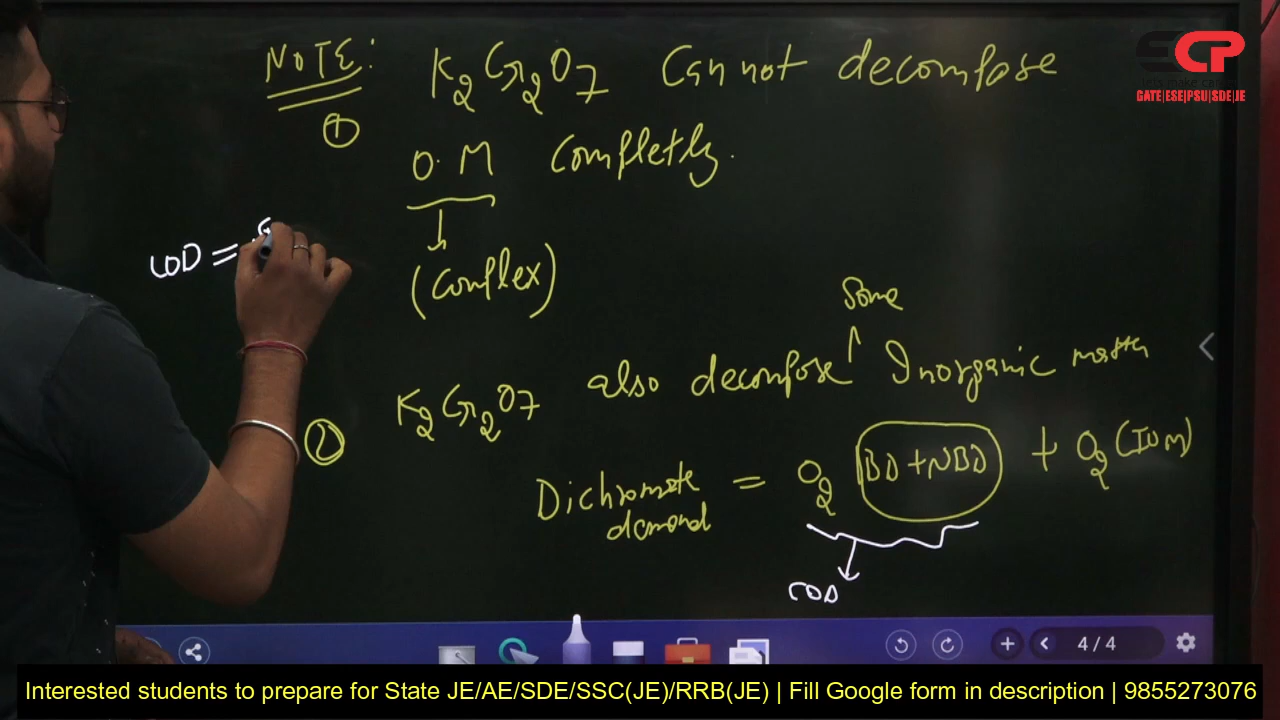 NOTE: K2Cr2O7 Cannot decompose
①
O.M Completly.
(Complex)
COD =
some
② K2Cr2O7 also decompose ^ Inorganic matter
Dichromate demand = O2 (BD+NBD) + O2 (IOM)
COD
ECP
GATE|ESE|PSU|SDE|JE
4 / 4
Interested students to prepare for State JE/AE/SDE/SSC(JE)/RRB(JE) | Fill Google form in description | 9855273076